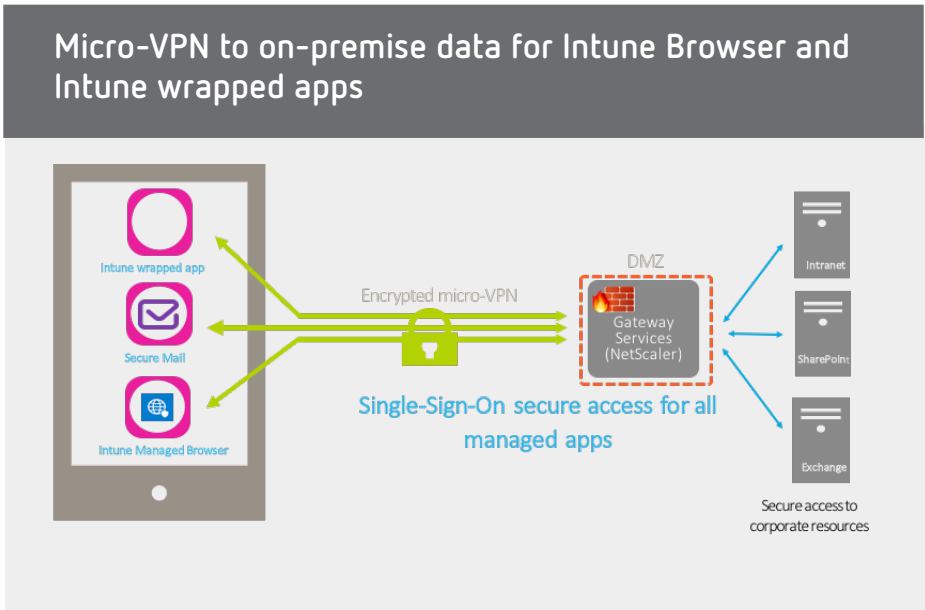 Micro-VPN to on-premise data for Intune Browser and
Intune wrapped apps
Intune wrapped app
Secure Mail
Intune Managed Browser
Encrypted micro-VPN
Single-Sign-On secure access for all
managed apps
DMZ
Gateway
Services
(NetScaler)
Intranet
SharePoint
Exchange
Secure access to
corporate resources